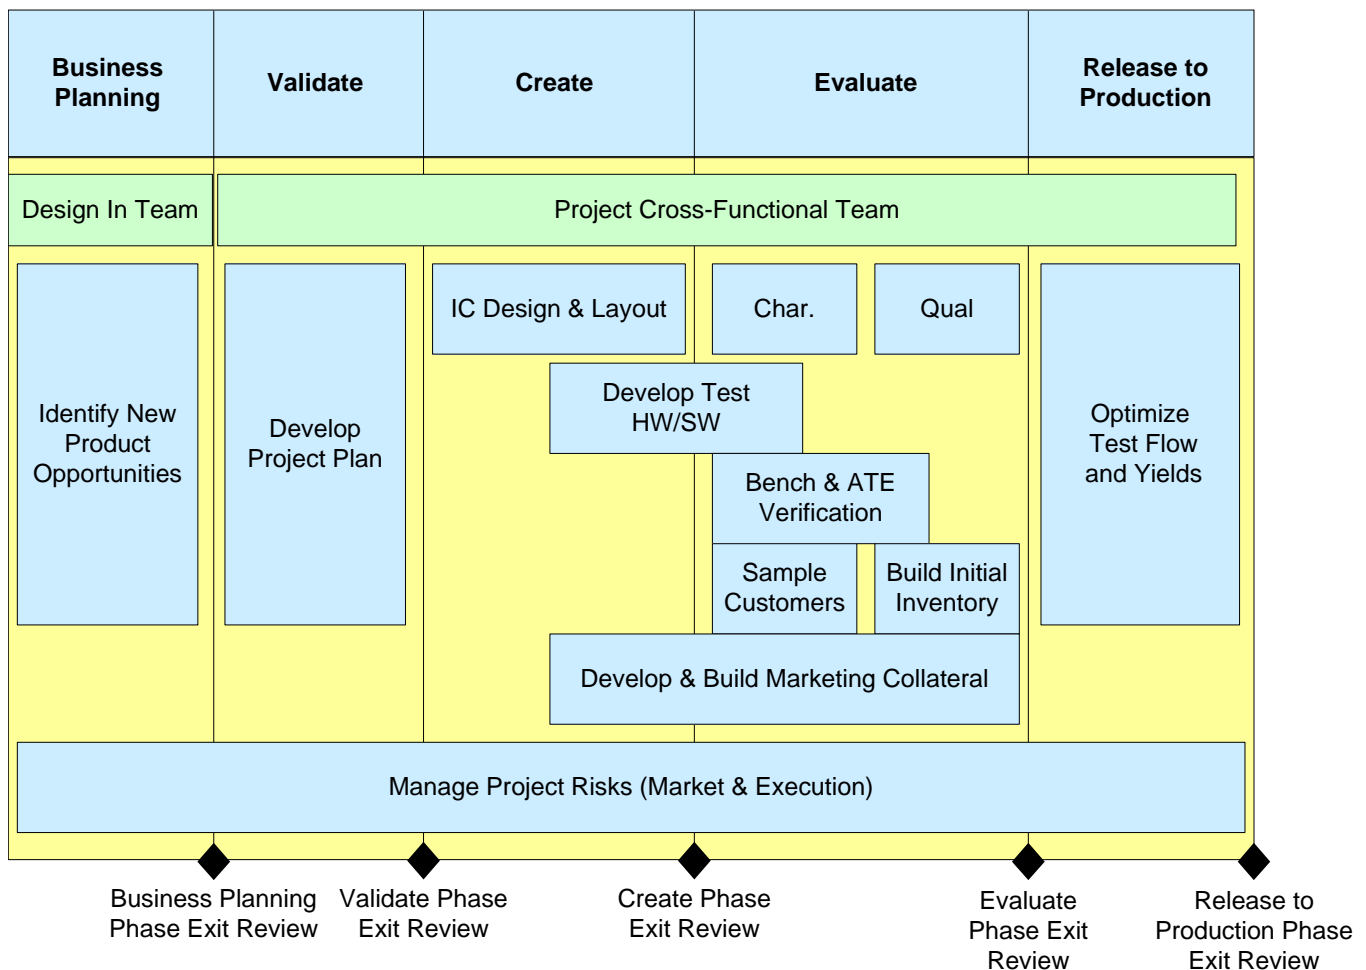 Business
Planning
Validate
Create
Evaluate
Release to
Production
Design In Team
Project Cross-Functional Team
Identify New
Product
Opportunities
Develop
Project Plan
IC Design & Layout
Char.
Qual
Develop Test
HW/SW
Bench & ATE
Verification
Sample
Customers
Build Initial
Inventory
Develop & Build Marketing Collateral
Optimize
Test Flow
and Yields
Manage Project Risks (Market & Execution)
Business Planning
Phase Exit Review
Validate Phase
Exit Review
Create Phase
Exit Review
Evaluate
Phase Exit
Review
Release to
Production Phase
Exit Review